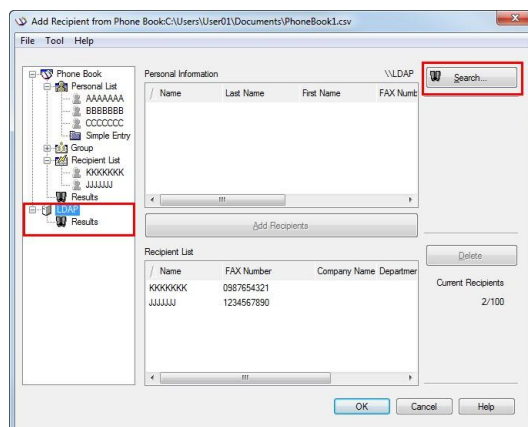 Add Recipient from Phone Book:C:\Users\User01\Documents\PhoneBook1.csv
File Tool Help
Phone Book
Personal List
AAAAAAA
BBBBBBB
CCCCCCC
Simple Entry
Group
Recipient List
KKKKKKK
JJJJJJJ
Results
LDAP
Results
Personal Information \\LDAP
/ Name Last Name First Name FAX Numb
Search...
Add Recipients
Recipient List
/ Name FAX Number Company Name Departmer
KKKKKKK 0987654321
JJJJJJJ 1234567890
Delete
Current Recipients
2/100
OK Cancel Help